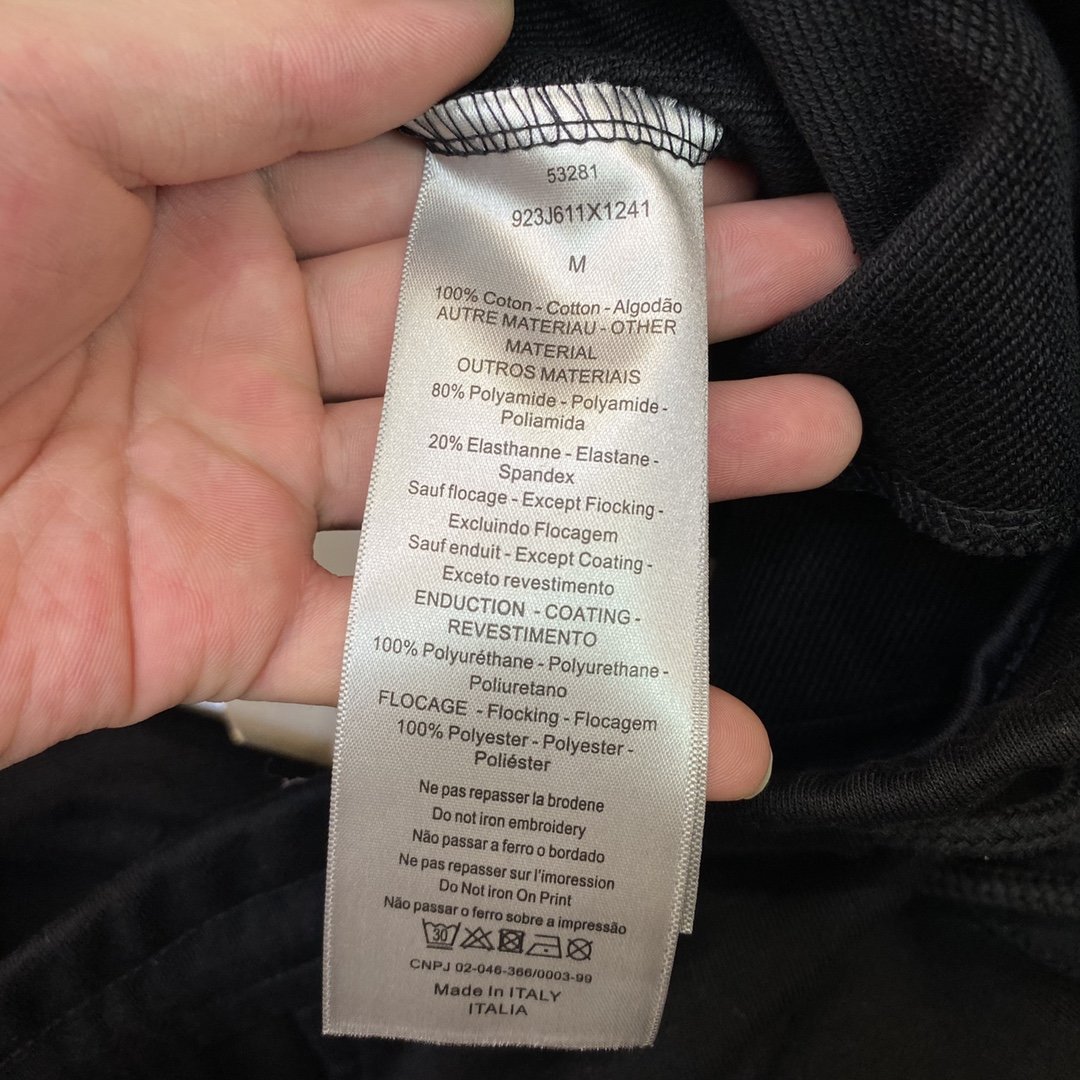 53281
923J611X1241
M
100% Coton - Cotton - Algodão
AUTRE MATERIAU - OTHER
MATERIAL
OUTROS MATERIAIS
80% Polyamide - Polyamide -
Poliamida
20% Elasthanne - Elastane -
Spandex
Sauf flocage - Except Fiocking -
Excluindo Flocagem
Sauf enduit - Except Coating -
Exceto revestimento
ENDUCTION - COATING -
REVESTIMENTO
100% Polyuréthane - Polyurethane -
Poliuretano
FLOCAGE - Flocking - Flocagem
100% Polyester - Polyester -
Poliéster
Ne pas repasser la brodene
Do not iron embroidery
Não passar a ferro o bordado
Ne pas repasser sur l'imoression
Do Not iron On Print
Não passar o ferro sobre a impressão
30
CNPJ 02-046-366/0003-99
Made In ITALY
ITALIA